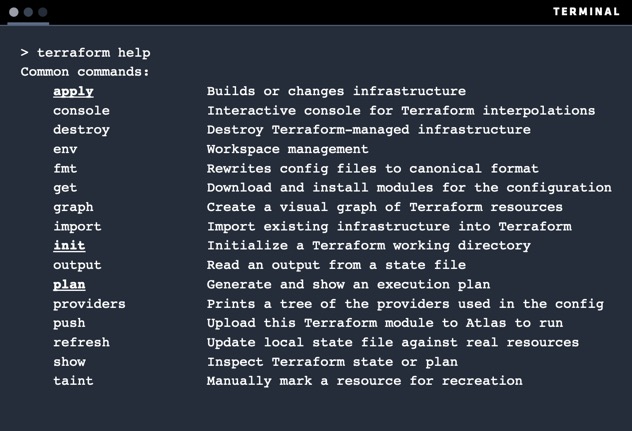 TERMINAL
> terraform help
Common commands:
apply Builds or changes infrastructure
console Interactive console for Terraform interpolations
destroy Destroy Terraform-managed infrastructure
env Workspace management
fmt Rewrites config files to canonical format
get Download and install modules for the configuration
graph Create a visual graph of Terraform resources
import Import existing infrastructure into Terraform
init Initialize a Terraform working directory
output Read an output from a state file
plan Generate and show an execution plan
providers Prints a tree of the providers used in the config
push Upload this Terraform module to Atlas to run
refresh Update local state file against real resources
show Inspect Terraform state or plan
taint Manually mark a resource for recreation